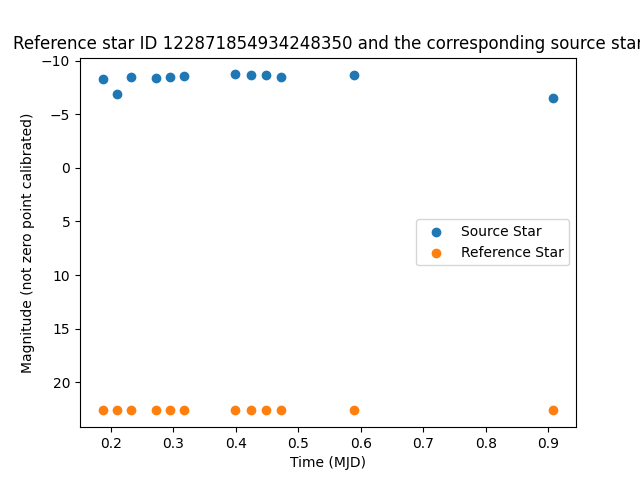 Reference star ID 122871854934248350 and the corresponding source star
−10
−5
0
5
10
15
20
Magnitude (not zero point calibrated)
Source Star
Reference Star
0.2 0.3 0.4 0.5 0.6 0.7 0.8 0.9
Time (MJD)